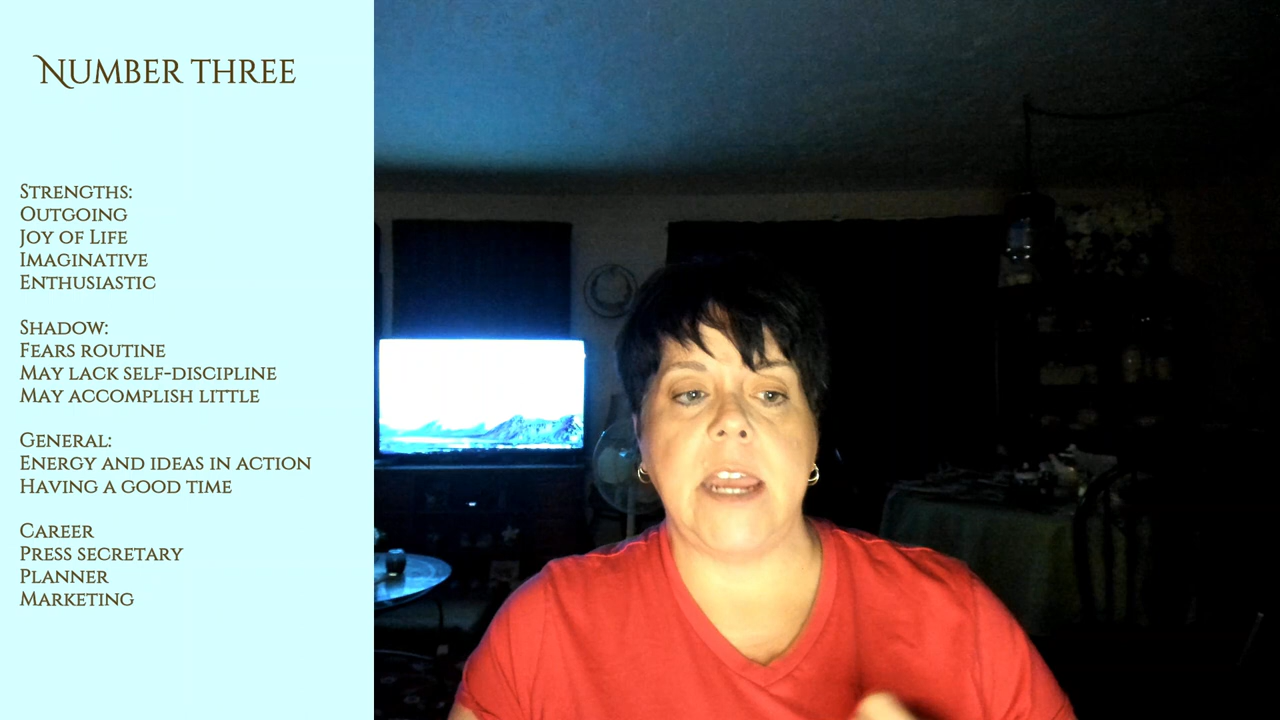 Number three
Strengths:
Outgoing
Joy of Life
Imaginative
Enthusiastic
Shadow:
Fears routine
May lack self-discipline
May accomplish little
General:
Energy and ideas in action
Having a good time
Career
Press secretary
Planner
Marketing